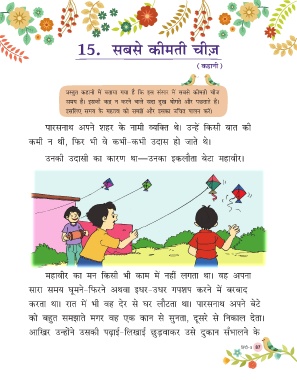 15. सबसे कीमती चीज़
(कहानी)
प्रस्तुत कहानी में बताया गया है कि इस संसार में सबसे कीमती चीज़
समय है। इसकी कद्र न करने वाले सदा दुख भोगते और पछताते हैं।
इसलिए समय के महत्व को समझें और इसका उचित पालन करें।
पारसनाथ अपने शहर के नामी व्यक्ति थे। उन्हें किसी बात की
कमी न थी, फिर भी वे कभी-कभी उदास हो जाते थे।
उनकी उदासी का कारण था—उनका इकलौता बेटा महावीर।
महावीर का मन किसी भी काम में नहीं लगता था। वह अपना
सारा समय घूमने-फिरने अथवा इधर-उधर गपशप करने में बरबाद
करता था। रात में भी वह देर से घर लौटता था। पारसनाथ अपने बेटे
को बहुत समझाते मगर वह एक कान से सुनता, दूसरे से निकाल देता।
आखिर उन्होंने उसकी पढ़ाई-लिखाई छुड़वाकर उसे दुकान सँभालने के
67